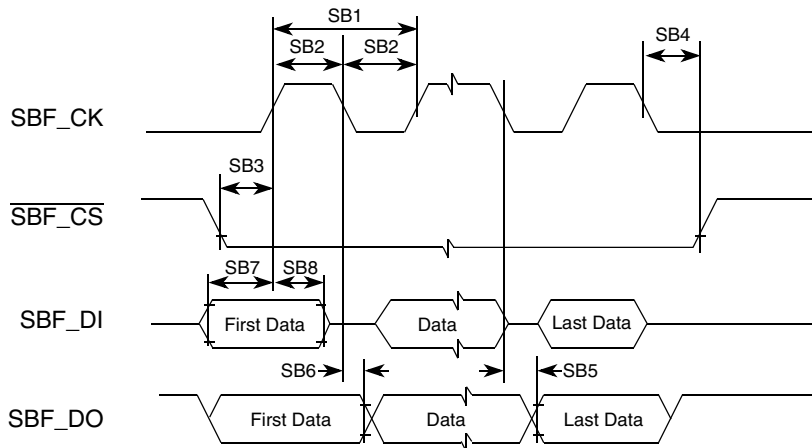 SB1
SB2 SB2 SB4
SBF_CK
SB3
SBF_CS
SB7 SB8
SBF_DI First Data Data Last Data
SB6 SB5
SBF_DO First Data Data Last Data